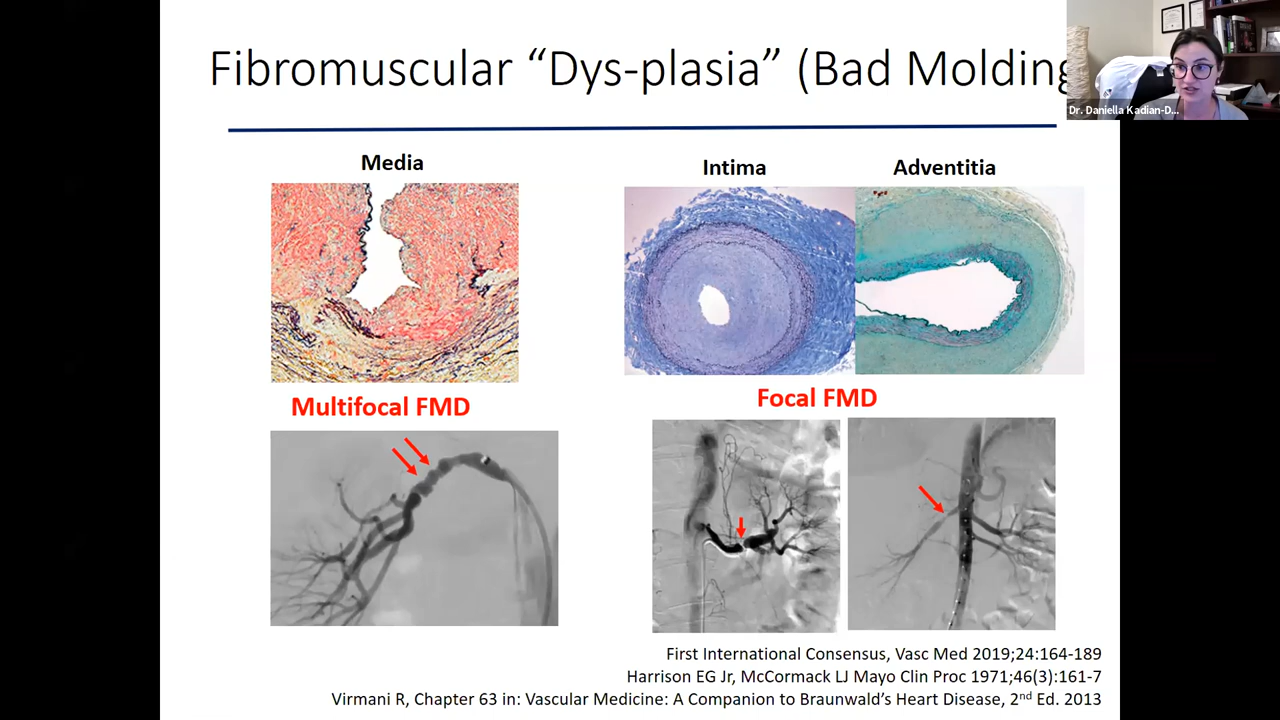 Fibromuscular “Dys-plasia” (Bad Molding
Dr. Daniella Kadian-D...
Media
Intima
Adventitia
Multifocal FMD
Focal FMD
First International Consensus, Vasc Med 2019;24:164-189
Harrison EG Jr, McCormack LJ Mayo Clin Proc 1971;46(3):161-7
Virmani R, Chapter 63 in: Vascular Medicine: A Companion to Braunwald’s Heart Disease, 2nd Ed. 2013